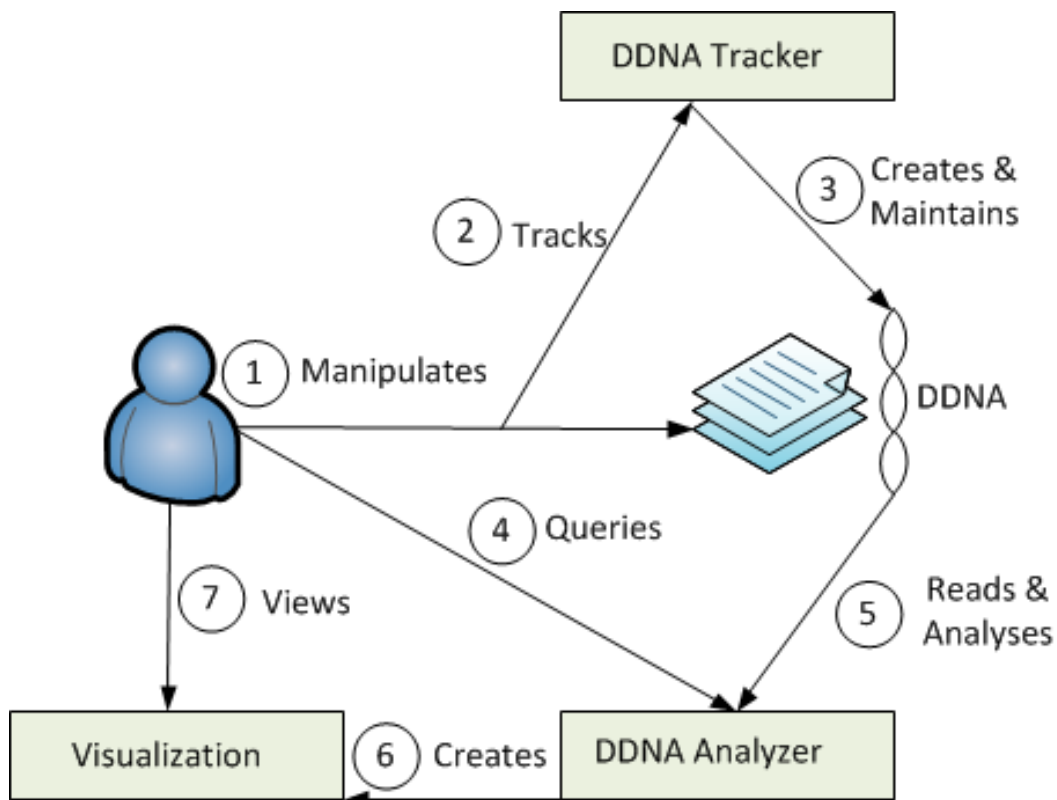 DDNA Tracker
3 Creates &
Maintains
2 Tracks
1 Manipulates
DDNA
4 Queries
5 Reads &
Analyses
7 Views
Visualization
6 Creates
DDNA Analyzer